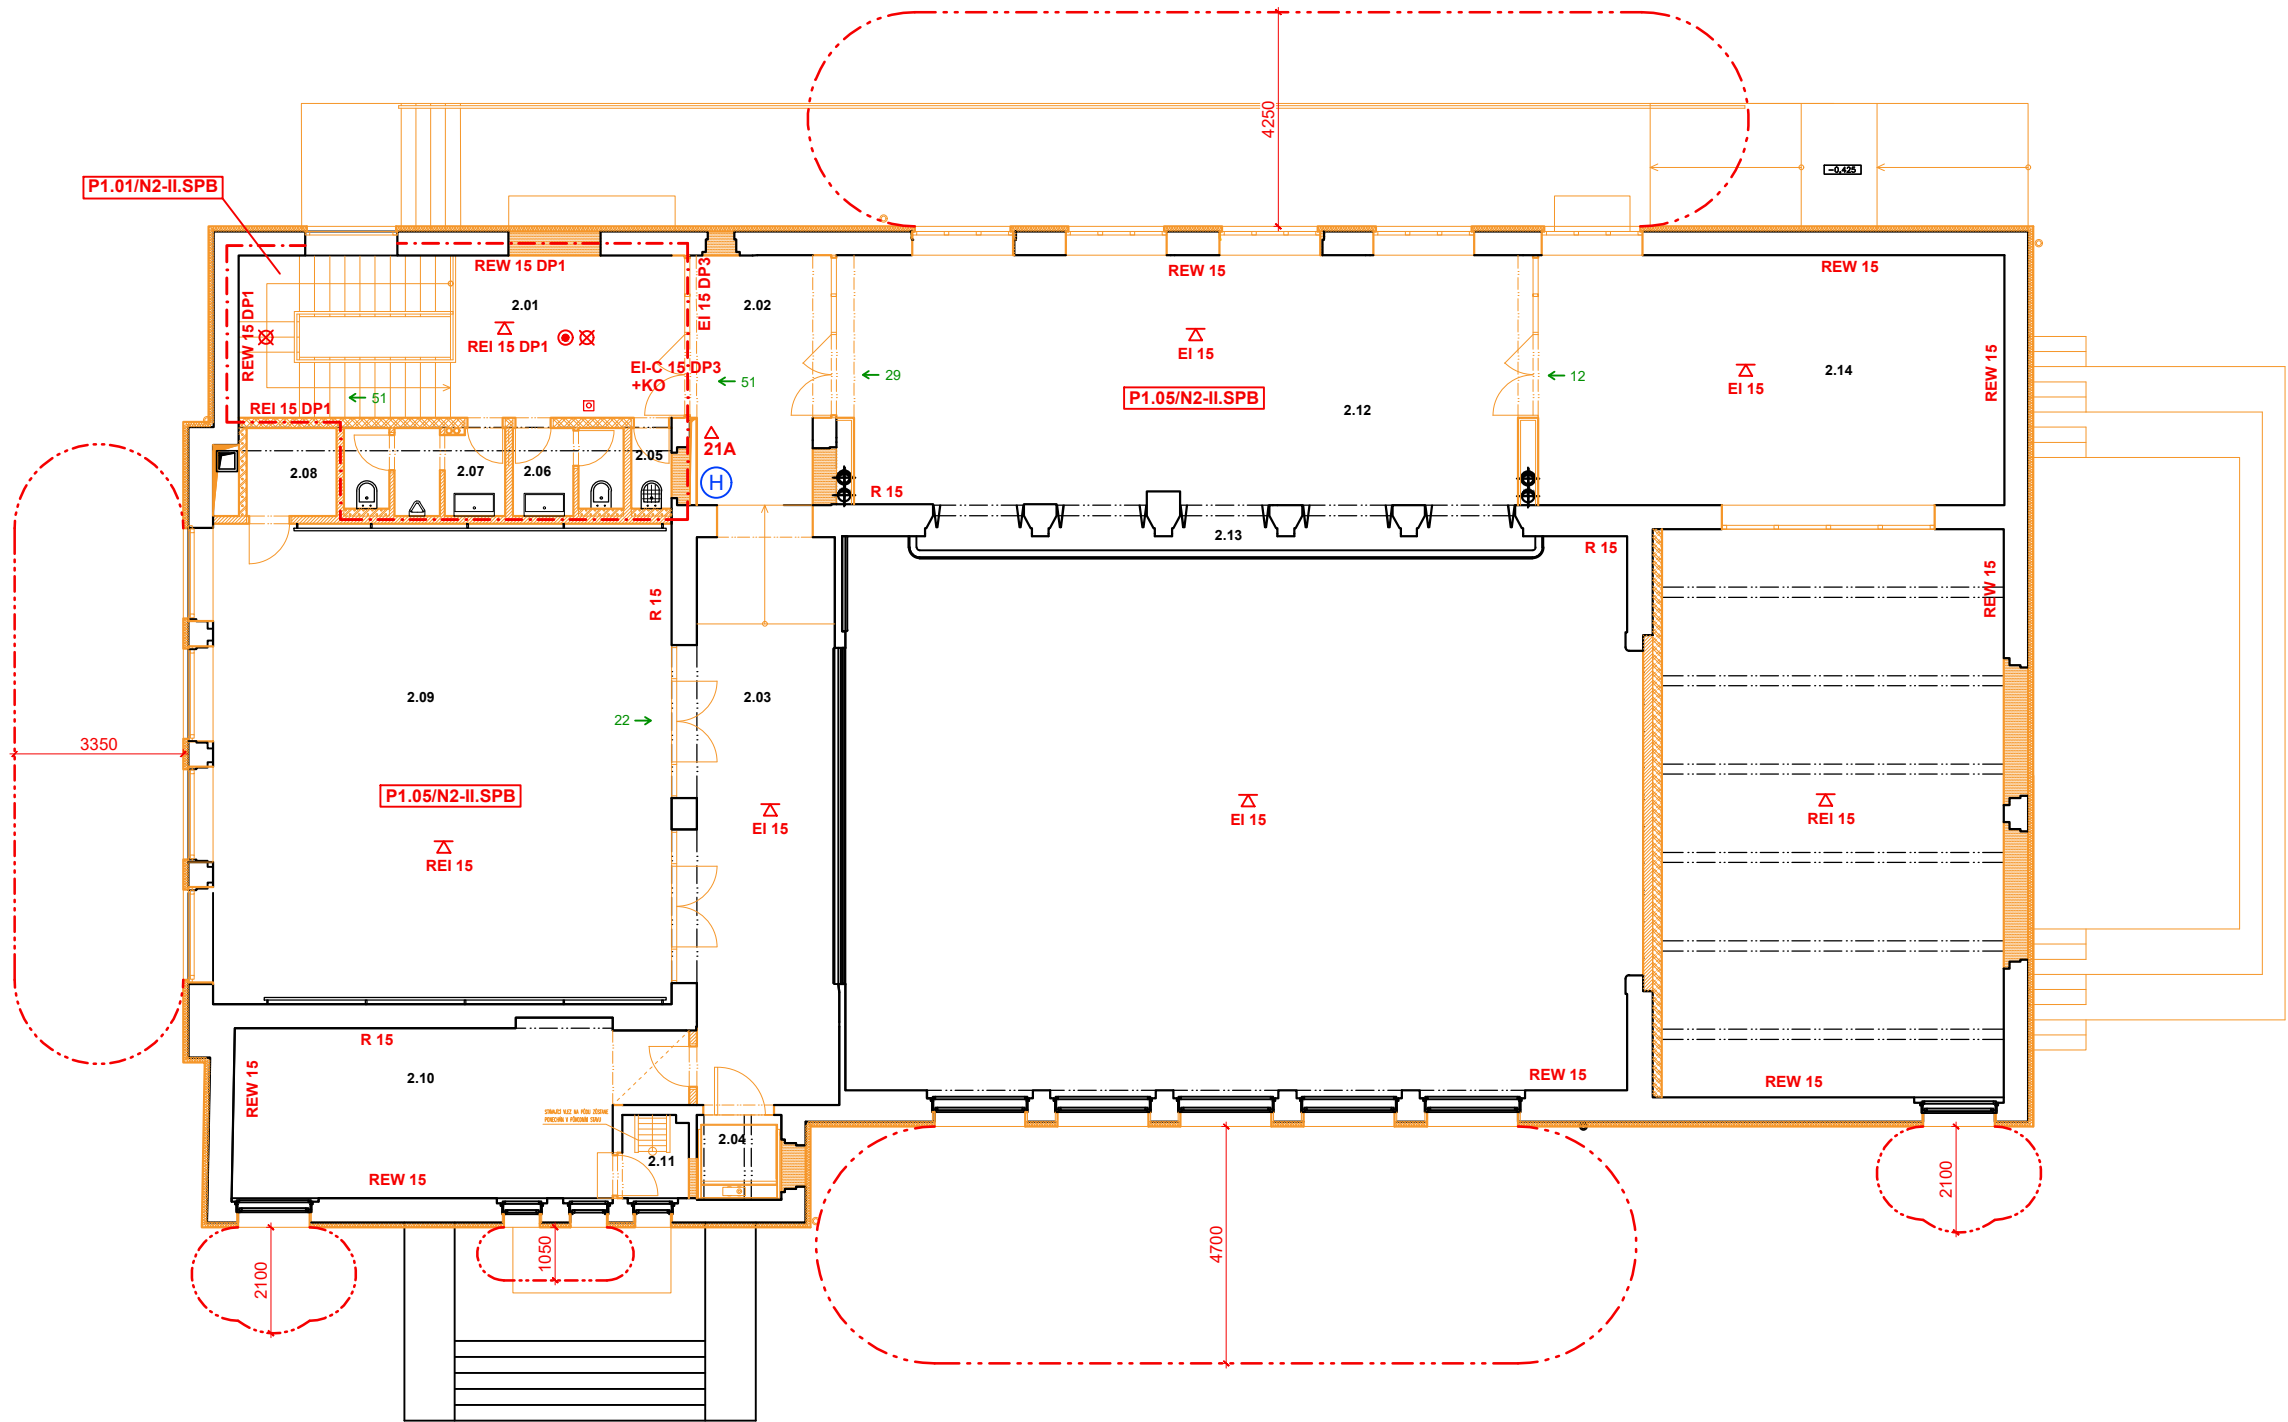 4250
-0.425
P1.01/N2-II.SPB
REW 15 DP1
EI 15 DP3
REW 15
REW 15
2.01
2.02
REW 15 DP1
REI 15 DP1
EI 15
EI-C 15 DP3
+KO
51
29
12
EI 15
2.14
REW 15
P1.05/N2-II.SPB
51
REI 15 DP1
2.12
21A
2.05
2.08
2.07
2.06
H
R 15
2.13
R 15
R 15
REW 15
2.09
2.03
22
3350
P1.05/N2-II.SPB
REI 15
EI 15
EI 15
REI 15
R 15
REW 15
2.10
REW 15
REW 15
2.04
2.11
REW 15
2100
1050
2100
4700